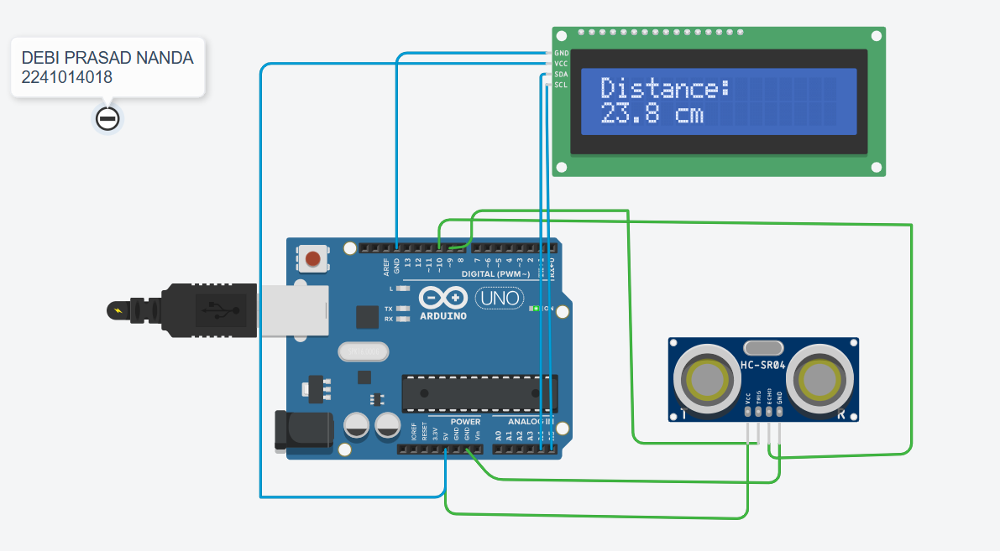 DEBI PRASAD NANDA
2241014018
GND
VCC
SDA
SCL
Distance:
23.8 cm
AREF
GND
13
12
~11
~10
~9
8
7
~6
~5
4
~3
2
DIGITAL (PWM~)
L
TX
RX
ARDUINO
UNO
ON
HC-SR04
VCC
TRIG
ECHO
GND
T
R
POWER
ANALOG IN
IOREF
RESET
3.3V
5V
GND
GND
Vin
A0
A1
A2
A3